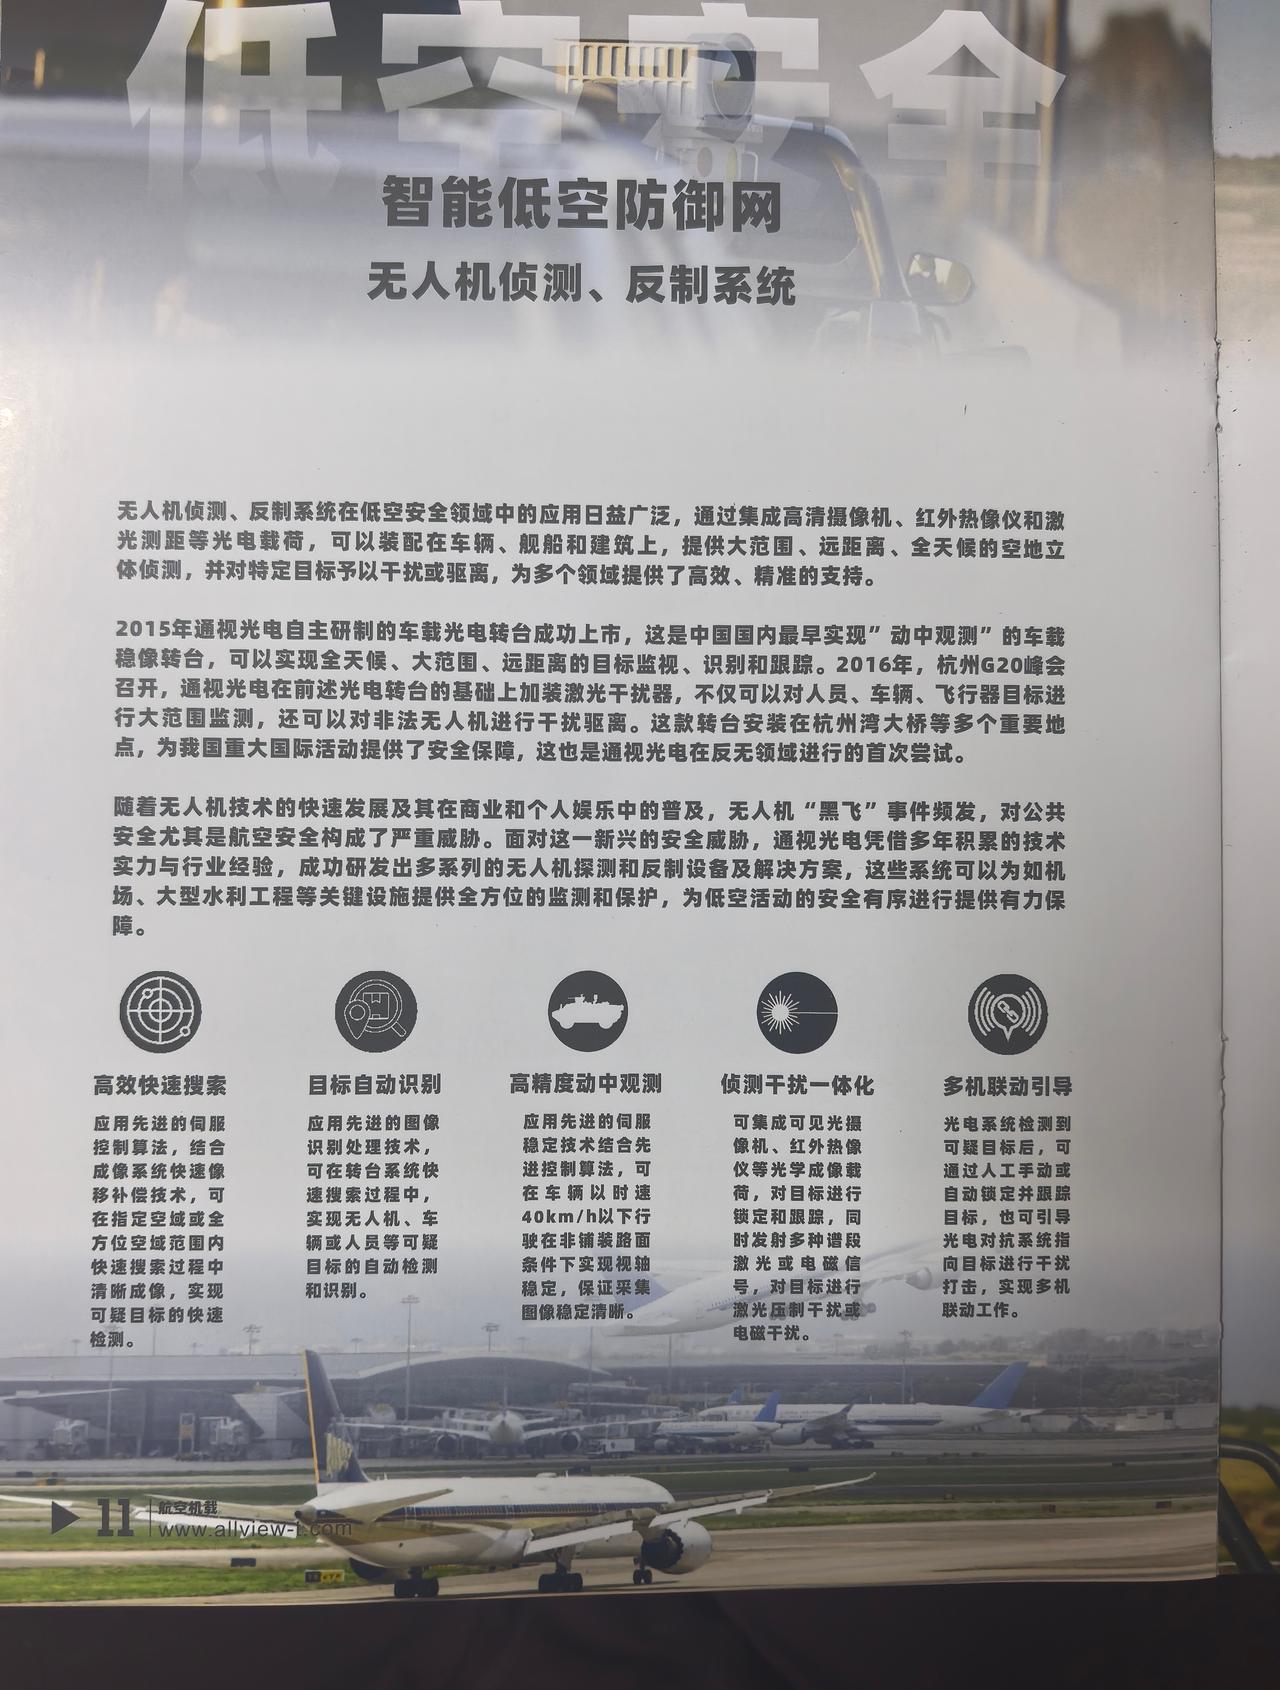 低空安全
智能低空防御网
无人机侦测、反制系统
无人机侦测、反制系统在低空安全领域中的应用日益广泛，通过集成高清摄像机、红外热像仪和激
光测距等光电载荷，可以装配在车辆、舰船和建筑上，提供大范围、远距离、全天候的空地立
体侦测，并对特定目标予以干扰或驱离，为多个领域提供了高效、精准的支持。
2015年通视光电自主研制的车载光电转台成功上市，这是中国国内最早实现”动中观测”的车载
稳像转台，可以实现全天候、大范围、远距离的目标监视、识别和跟踪。2016年，杭州G20峰会
召开，通视光电在前述光电转台的基础上加装激光干扰器，不仅可以对人员、车辆、飞行器目标进
行大范围监测，还可以对非法无人机进行干扰驱离。这款转台安装在杭州湾大桥等多个重要地
点，为我国重大国际活动提供了安全保障，这也是通视光电在反无领域进行的首次尝试。
随着无人机技术的快速发展及其在商业和个人娱乐中的普及，无人机“黑飞”事件频发，对公共
安全尤其是航空安全构成了严重威胁。面对这一新兴的安全威胁，通视光电凭借多年积累的技术
实力与行业经验，成功研发出多系列的无人机探测和反制设备及解决方案，这些系统可以为如机
场、大型水利工程等关键设施提供全方位的监测和保护，为低空活动的安全有序进行提供有力保
障。
高效快速搜索
应用先进的伺服
控制算法，结合
成像系统快速像
移补偿技术，可
在指定空域或全
方位空域范围内
快速搜索过程中
清晰成像，实现
可疑目标的快速
检测。
目标自动识别
应用先进的图像
识别处理技术，
可在转台系统快
速搜索过程中，
实现无人机、车
辆或人员等可疑
目标的自动检测
和识别。
高精度动中观测
应用先进的伺服
稳定技术结合先
进控制算法，可
在车辆以时速
40km/h以下行
驶在非铺装路面
条件下实现视轴
稳定，保证采集
图像稳定清晰。
侦测干扰一体化
可集成可见光摄
像机、红外热像
仪等光学成像载
荷，对目标进行
锁定和跟踪，同
时发射多种谱段
激光或电磁信
号，对目标进行
激光压制干扰或
电磁干扰。
多机联动引导
光电系统检测到
可疑目标后，可
通过人工手动或
自动锁定并跟踪
目标，也可引导
光电对抗系统指
向目标进行干扰
打击，实现多机
联动工作。
11
航空机载
www.allview-t.com